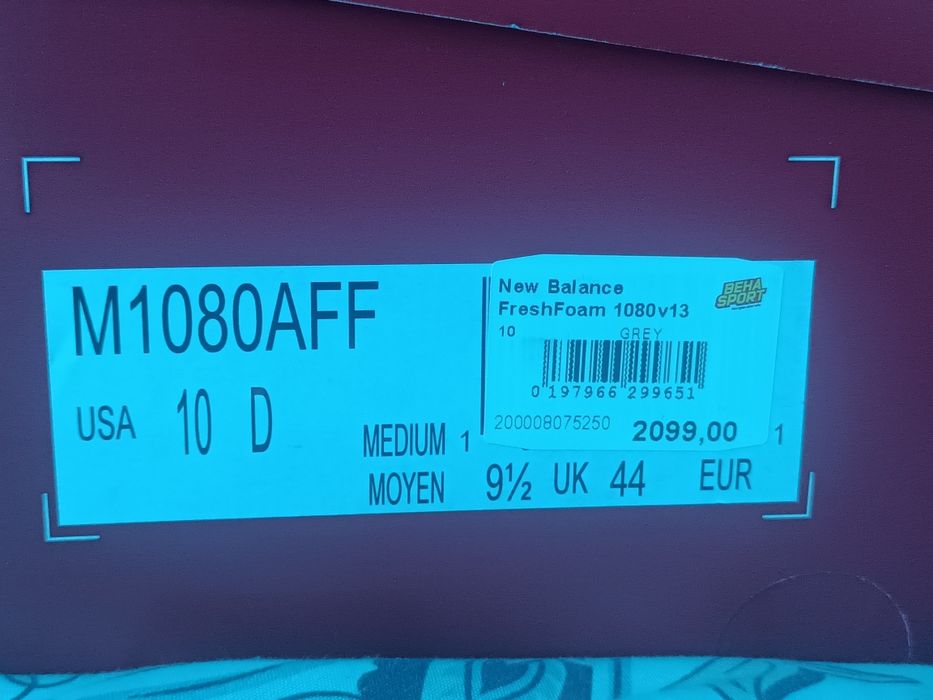 M1080AFF
USA 10 D
MEDIUM 1
MOYEN
9½ UK 44 EUR
1
New Balance
FreshFoam 1080v13
BEHA
SPORT
10 GREY
0 197966 299651
200008075250 2099,00